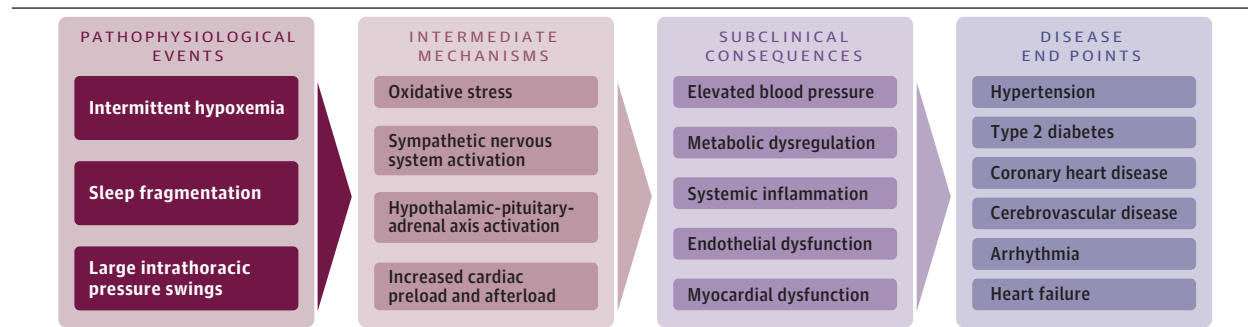 PATHOPHYSIOLOGICAL
EVENTS
Intermittent hypoxemia
Sleep fragmentation
Large intrathoracic
pressure swings
INTERMEDIATE
MECHANISMS
Oxidative stress
Sympathetic nervous
system activation
Hypothalamic-pituitary-
adrenal axis activation
Increased cardiac
preload and afterload
SUBCLINICAL
CONSEQUENCES
Elevated blood pressure
Metabolic dysregulation
Systemic inflammation
Endothelial dysfunction
Myocardial dysfunction
DISEASE
END POINTS
Hypertension
Type 2 diabetes
Coronary heart disease
Cerebrovascular disease
Arrhythmia
Heart failure